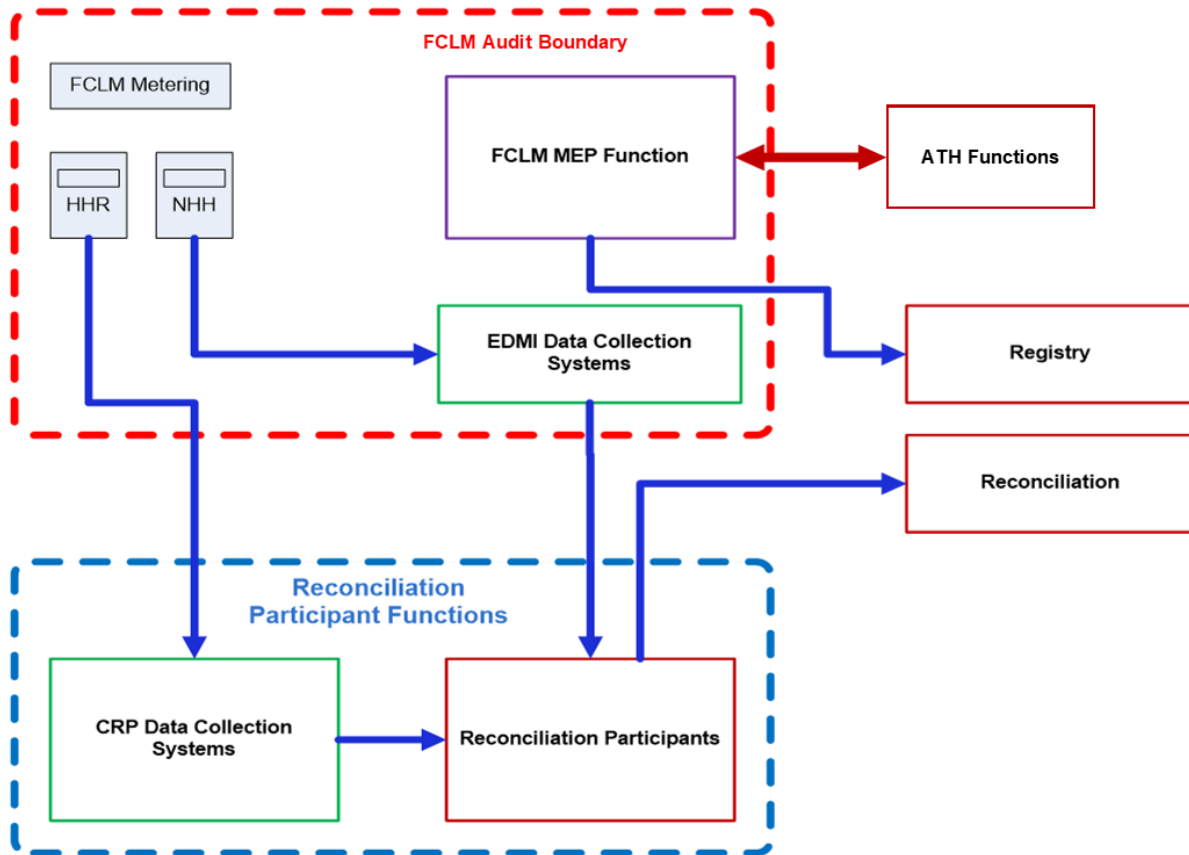 FCLM Audit Boundary
FCLM Metering
HHR
NHH
FCLM MEP Function
ATH Functions
EDMI Data Collection
Systems
Registry
Reconciliation
Reconciliation
Participant Functions
CRP Data Collection
Systems
Reconciliation Participants